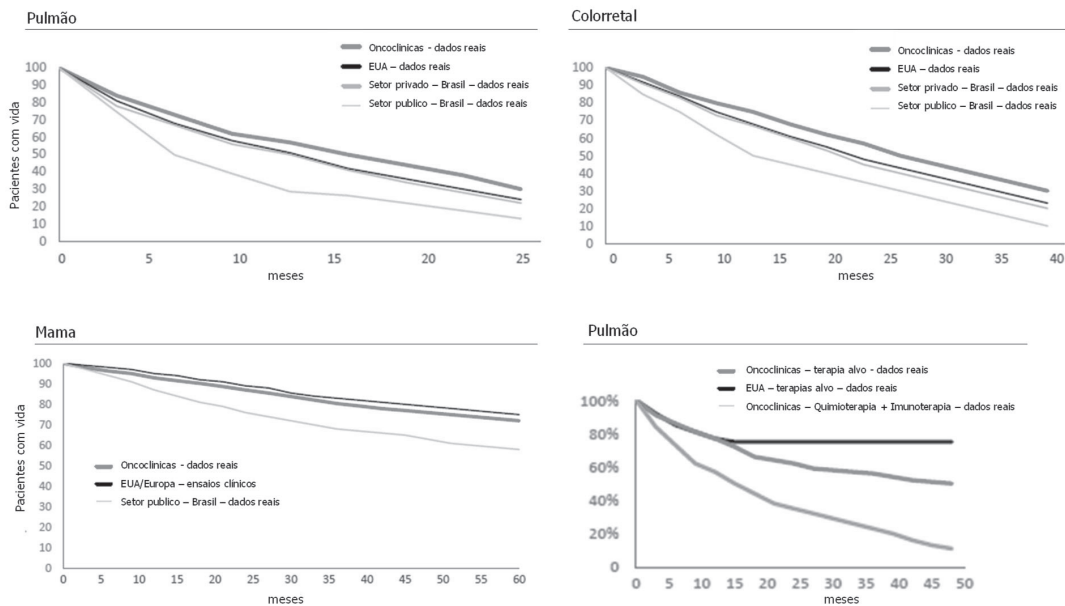 Pulmão
Oncoclinicas - dados reais
EUA – dados reais
Setor privado – Brasil – dados reais
Setor publico – Brasil – dados reais
Pacientes com vida
100
90
80
70
60
50
40
30
20
10
0
0 5 10 15 20 25
meses
Colorretal
Oncoclinicas - dados reais
EUA – dados reais
Setor privado – Brasil – dados reais
Setor publico – Brasil – dados reais
100
90
80
70
60
50
40
30
20
10
0
0 5 10 15 20 25 30 35 40
meses
Mama
Pacientes com vida
100
90
80
70
60
50
40
30
20
10
0
Oncoclinicas - dados reais
EUA/Europa – ensaios clínicos
Setor publico – Brasil – dados reais
0 5 10 15 20 25 30 35 40 45 50 55 60
meses
Pulmão
Oncoclinicas – terapia alvo - dados reais
EUA – terapias alvo – dados reais
Oncoclinicas – Quimioterapia + Imunoterapia – dados reais
100%
80%
60%
40%
20%
0 5 10 15 20 25 30 35 40 45 50
meses